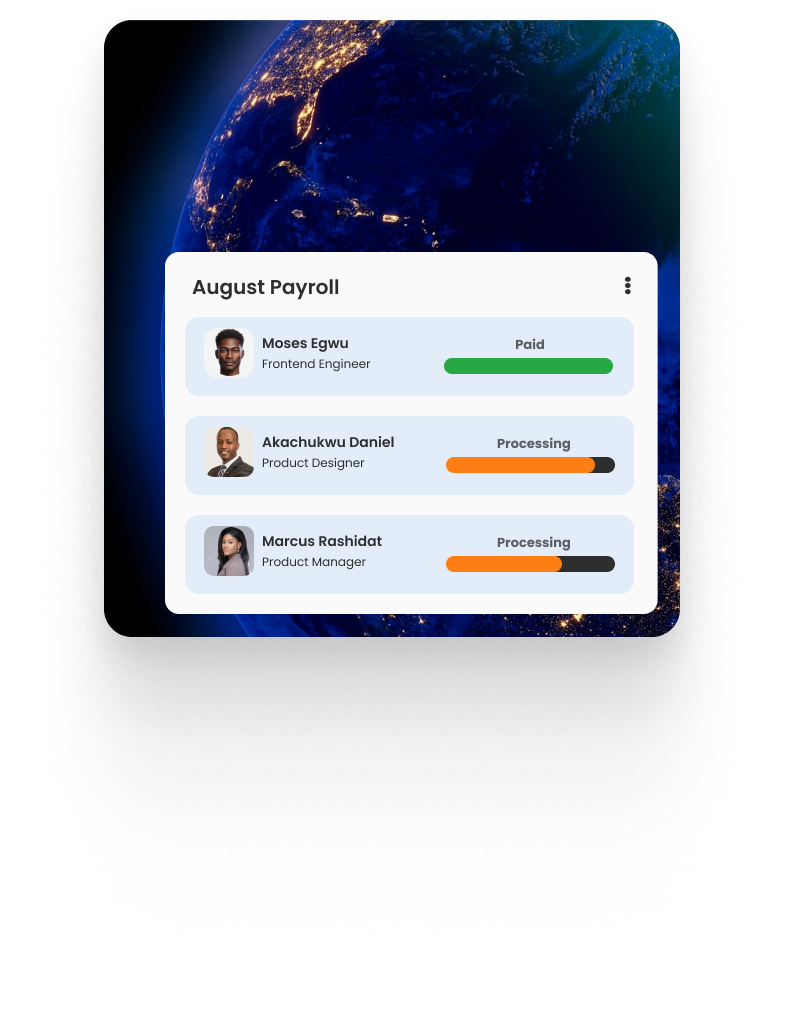 August Payroll
Moses Egwu
Frontend Engineer
Paid
Akachukwu Daniel
Product Designer
Processing
Marcus Rashidat
Product Manager
Processing